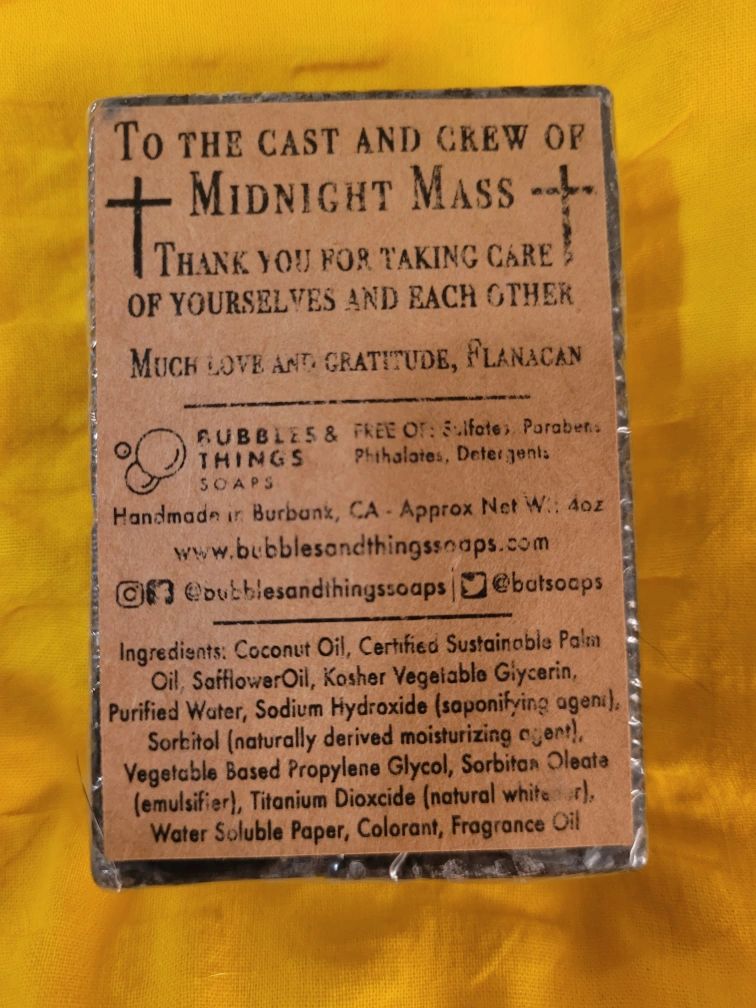 TO THE CAST AND CREW OF
MIDNIGHT MASS
THANK YOU FOR TAKING CARE
OF YOURSELVES AND EACH OTHER
MUCH LOVE AND GRATITUDE, FLANAGAN
BUBBLES &
THINGS
SOAPS
FREE OF: Sulfates, Parabens
Phthalates, Detergents
Handmade in Burbank, CA - Approx Net Wt: 4oz
www.bubblesandthingssoaps.com
@bubblesandthingssoaps | @batsoaps
Ingredients: Coconut Oil, Certified Sustainable Palm
Oil, SafflowerOil, Kosher Vegetable Glycerin,
Purified Water, Sodium Hydroxide (saponifying agent),
Sorbitol (naturally derived moisturizing agent),
Vegetable Based Propylene Glycol, Sorbitan Oleate
(emulsifier), Titanium Dioxcide (natural whitener),
Water Soluble Paper, Colorant, Fragrance Oil